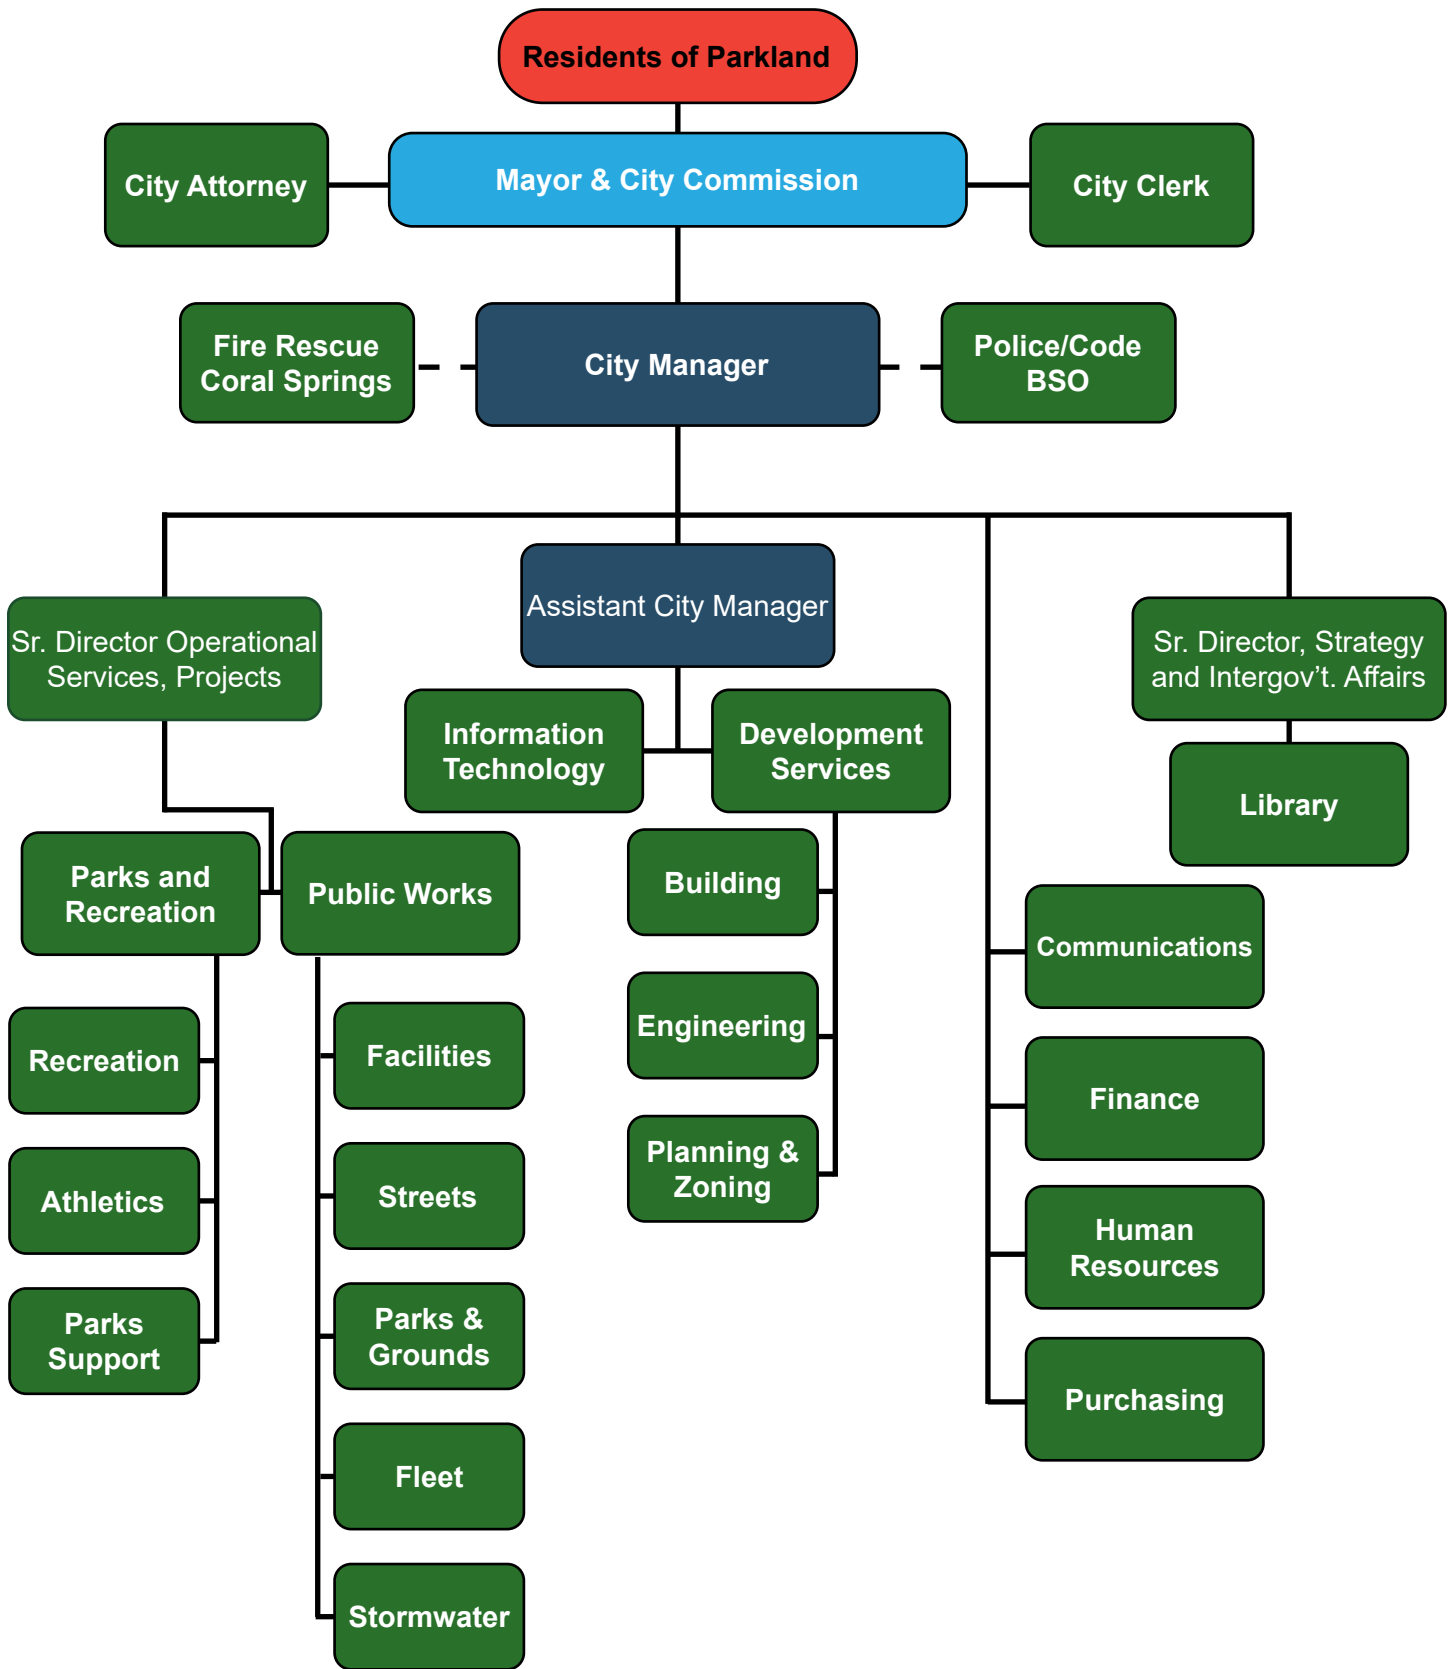 Residents of Parkland
City Attorney
Mayor & City Commission
City Clerk
Fire Rescue
Coral Springs
City Manager
Police/Code
BSO
Sr. Director Operational
Services, Projects
Assistant City Manager
Sr. Director, Strategy
and Intergov’t. Affairs
Information
Technology
Development
Services
Library
Parks and
Recreation
Public Works
Building
Communications
Recreation
Facilities
Engineering
Finance
Athletics
Streets
Planning &
Zoning
Human
Resources
Parks
Support
Parks &
Grounds
Purchasing
Fleet
Stormwater